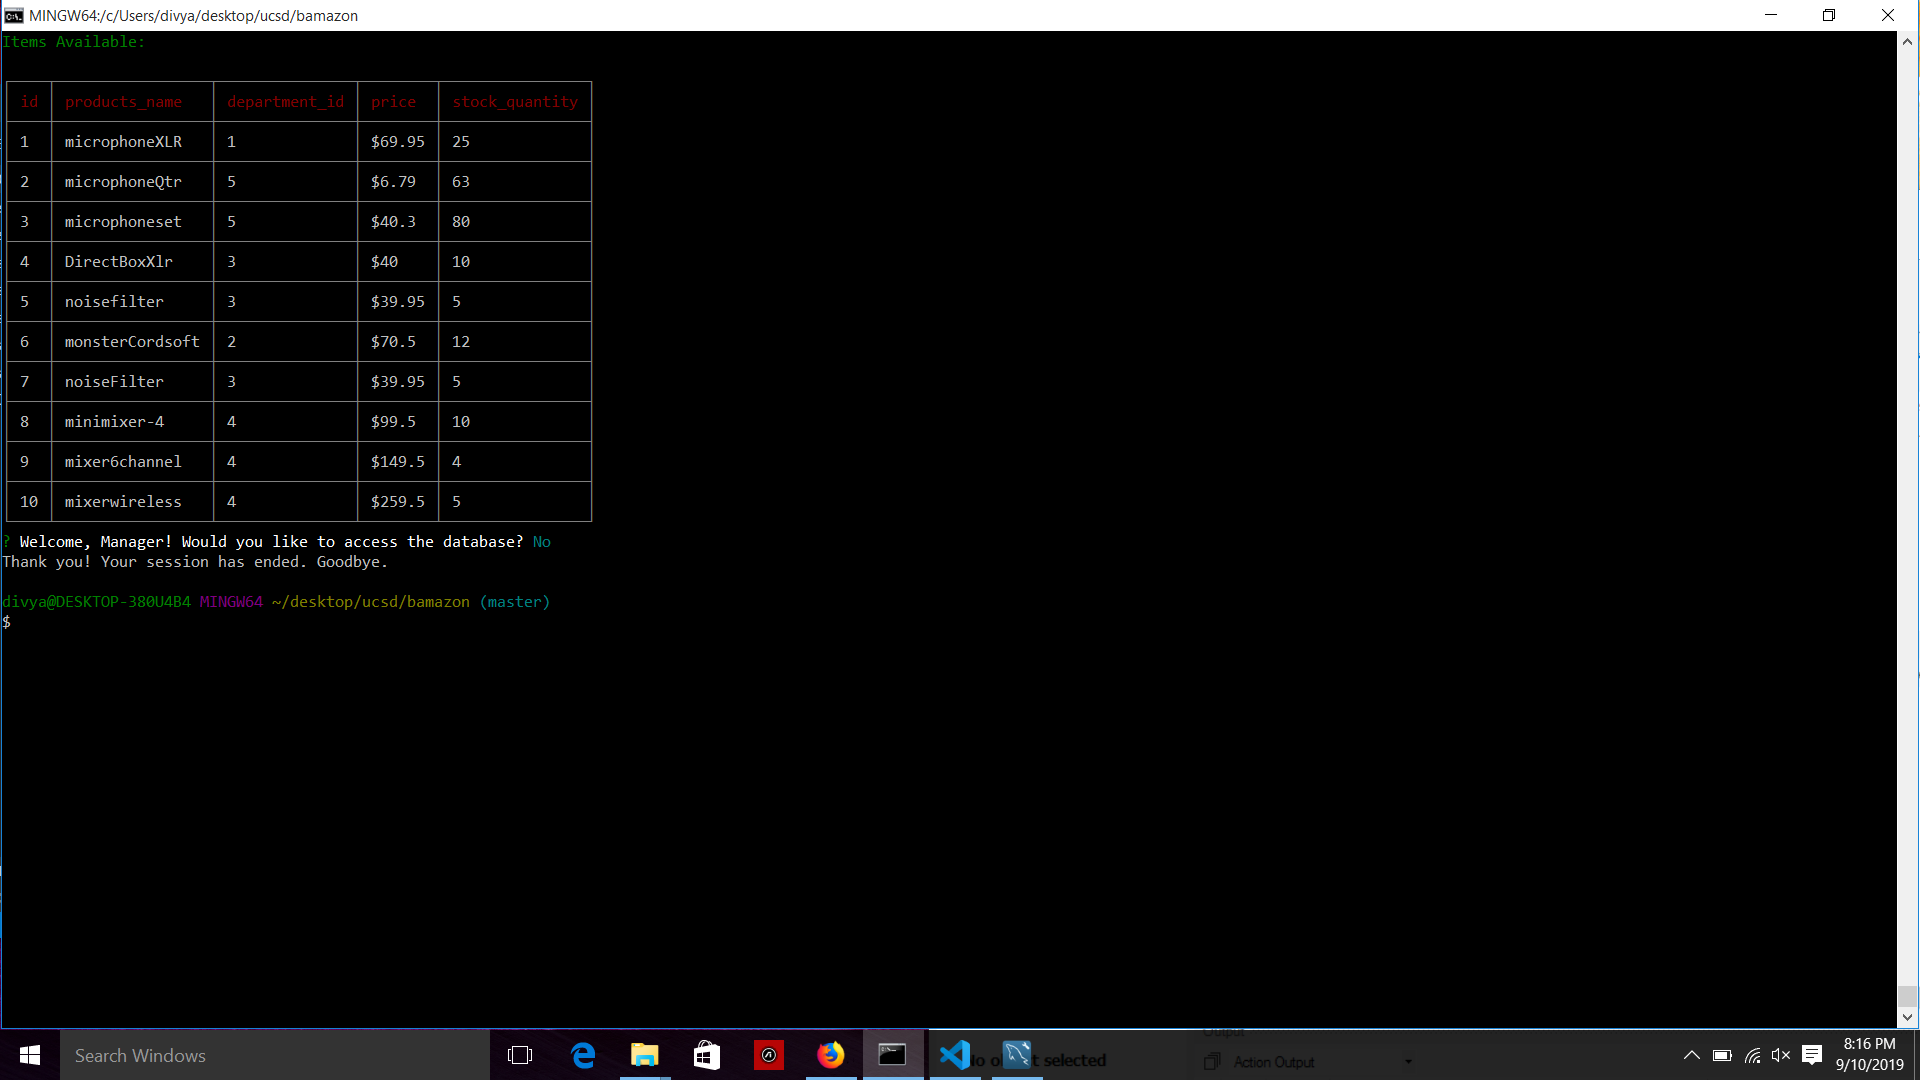 MINGW64:/c/Users/divya/desktop/ucsd/bamazon
Items Available:
id products_name department_id price stock_quantity
1 microphoneXLR 1 $69.95 25
2 microphoneQtr 5 $6.79 63
3 microphoneset 5 $40.3 80
4 DirectBoxXlr 3 $40 10
5 noisefilter 3 $39.95 5
6 monsterCordsoft 2 $70.5 12
7 noiseFilter 3 $39.95 5
8 minimixer-4 4 $99.5 10
9 mixer6channel 4 $149.5 4
10 mixerwireless 4 $259.5 5
? Welcome, Manager! Would you like to access the database? No
Thank you! Your session has ended. Goodbye.
divya@DESKTOP-380U4B4 MINGW64 ~/desktop/ucsd/bamazon (master)
$
Search Windows
selected
Action Output
8:16 PM
9/10/2019